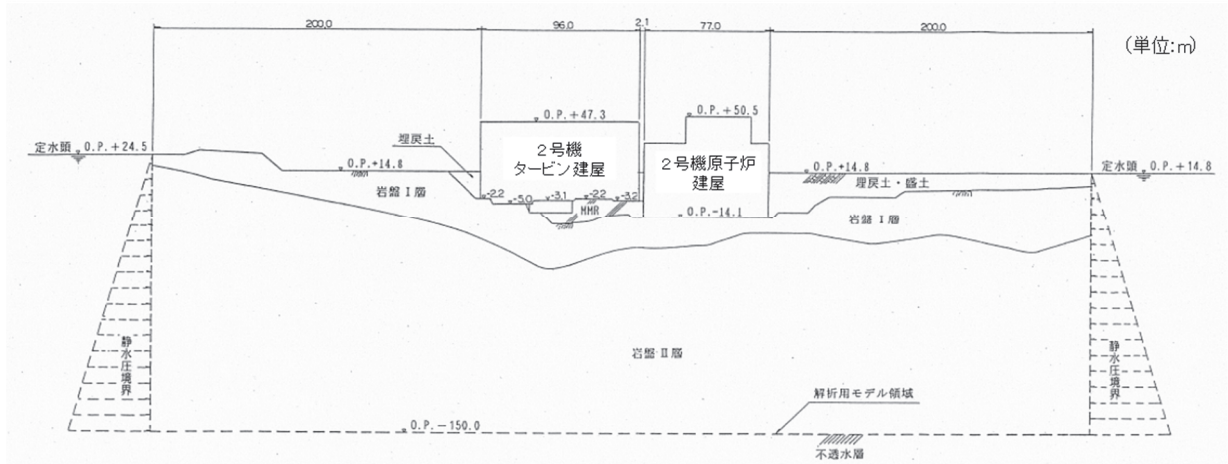 200.0
96.0
2.1
77.0
200.0
(単位:m)
O.P.+47.3
O.P.+50.5
定水頭 O.P.+24.5
埋戻土
2号機
タービン建屋
2号機原子炉
建屋
O.P.+14.8
O.P.+14.8
定水頭 O.P.+14.8
岩盤Ⅰ層
埋戻土・盛土
-2.2
-5.0
-3.1
-2.2
-3.2
MMR
O.P.-14.1
岩盤Ⅰ層
静水圧境界
岩盤Ⅱ層
静水圧境界
解析用モデル領域
O.P.-150.0
不透水層